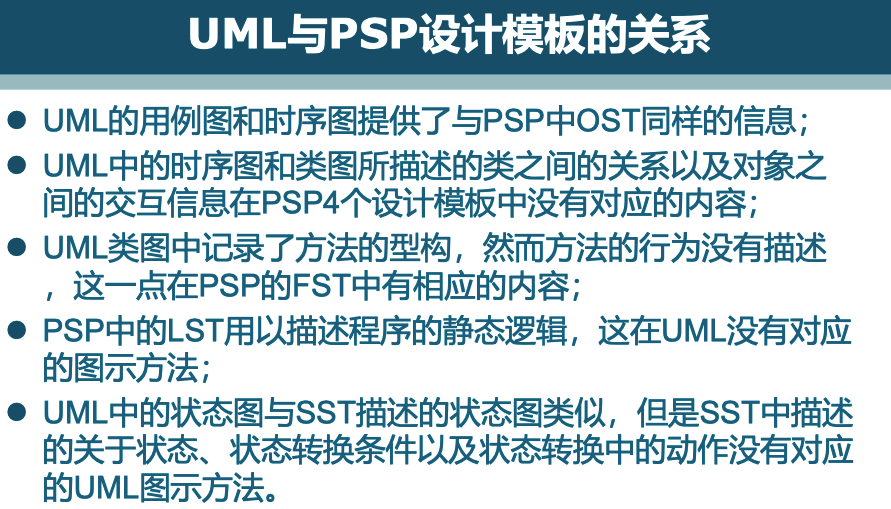 UML与PSP设计模板的关系
● UML的用例图和时序图提供了与PSP中OST同样的信息；
● UML中的时序图和类图所描述的类之间的关系以及对象之
间的交互信息在PSP4个设计模板中没有对应的内容；
● UML类图中记录了方法的型构，然而方法的行为没有描述
，这一点在PSP的FST中有相应的内容；
● PSP中的LST用以描述程序的静态逻辑，这在UML没有对应
的图示方法；
● UML中的状态图与SST描述的状态图类似，但是SST中描述
的关于状态、状态转换条件以及状态转换中的动作没有对应
的UML图示方法。